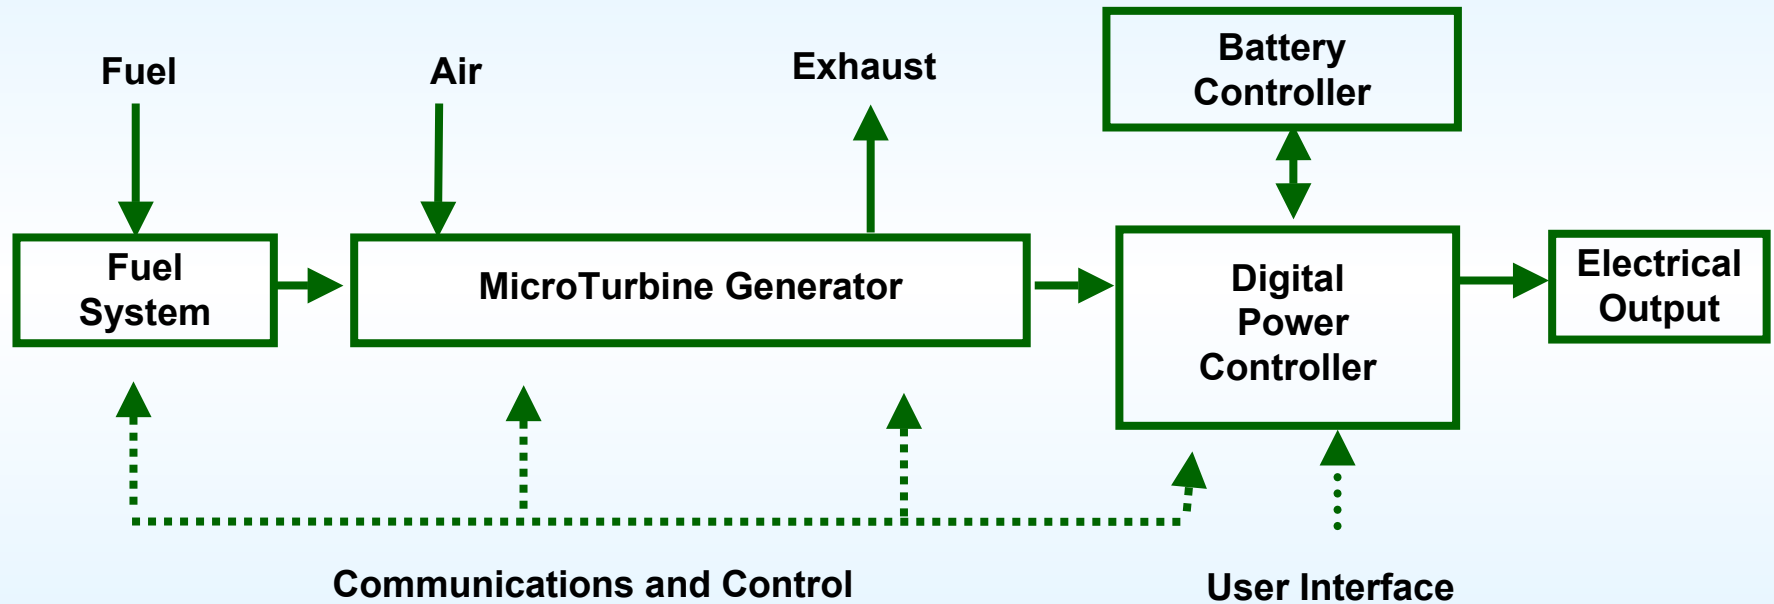 Fuel
Air
Exhaust
Battery
Controller
Fuel
System
MicroTurbine Generator
Digital
Power
Controller
Electrical
Output
Communications and Control
User Interface